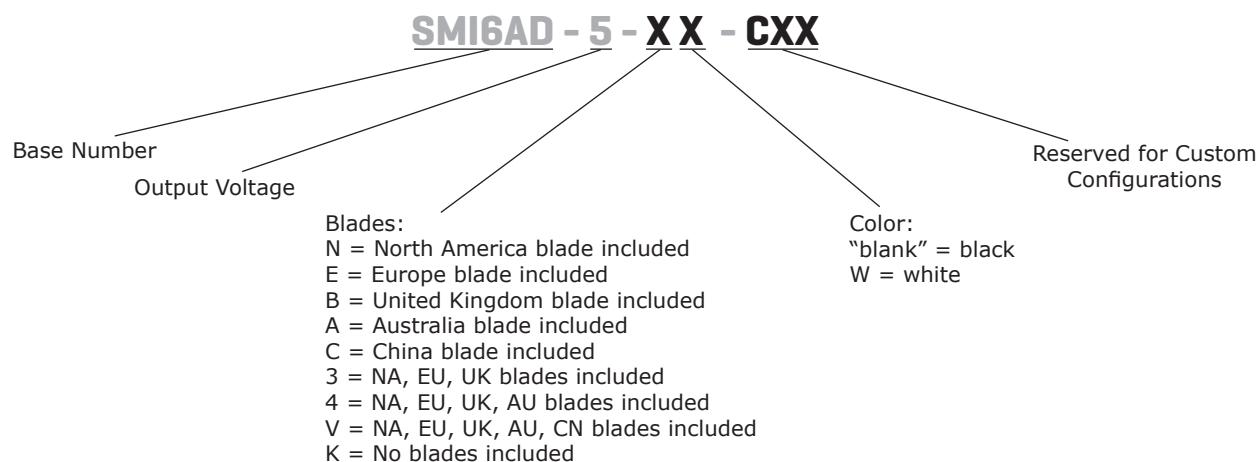 SMI6AD - 5 - X X - CXX
Base Number
Output Voltage
Reserved for Custom
Configurations
Blades:
N = North America blade included
E = Europe blade included
B = United Kingdom blade included
A = Australia blade included
C = China blade included
3 = NA, EU, UK blades included
4 = NA, EU, UK, AU blades included
V = NA, EU, UK, AU, CN blades included
K = No blades included
Color:
“blank” = black
W = white